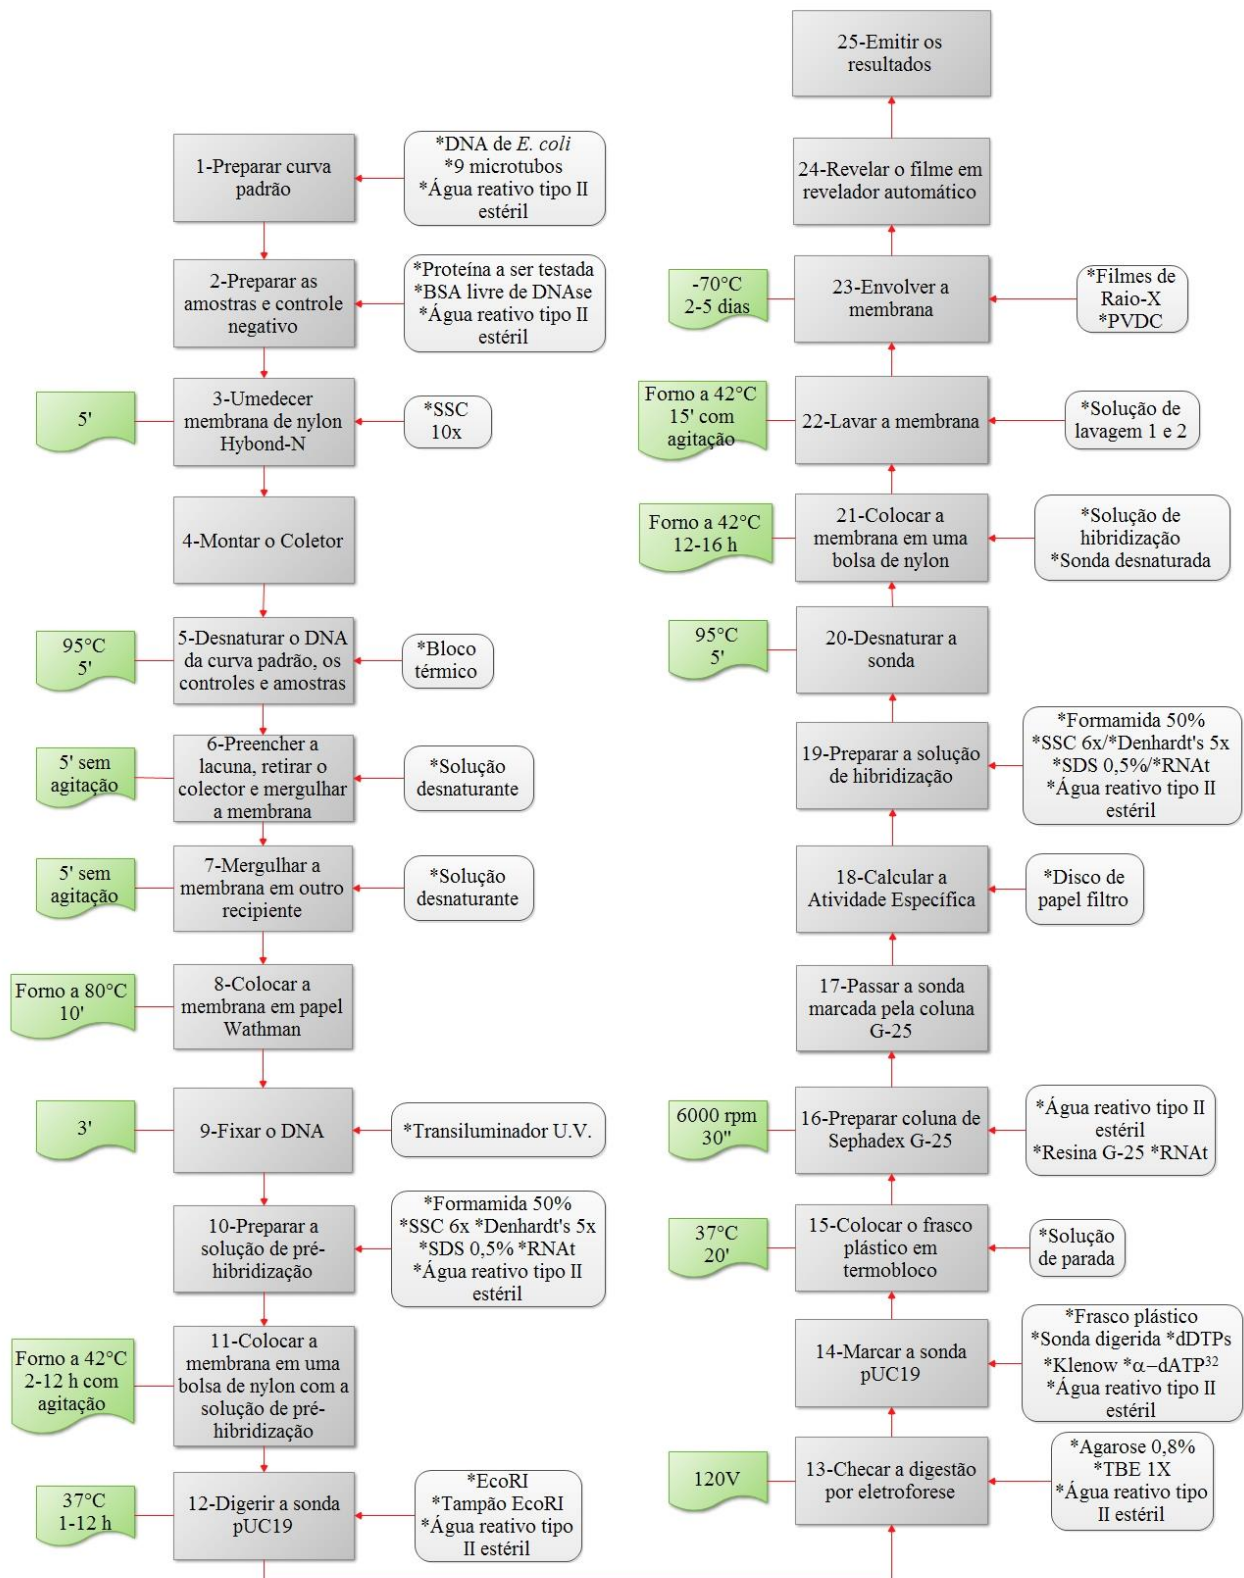 1-Preparar curva
padrão
*DNA de E. coli
*9 microtubos
*Água reativo tipo II
estéril
2-Preparar as
amostras e controle
negativo
*Proteína a ser testada
*BSA livre de DNAse
*Água reativo tipo II
estéril
5'
3-Umedecer
membrana de nylon
Hybond-N
*SSC
10x
4-Montar o Coletor
95°C
5'
5-Desnaturar o DNA
da curva padrão, os
controles e amostras
*Bloco
térmico
5' sem
agitação
6-Preencher a
lacuna, retirar o
colector e mergulhar
a membrana
*Solução
desnaturante
5' sem
agitação
7-Mergulhar a
membrana em outro
recipiente
*Solução
desnaturante
Forno a 80°C
10'
8-Colocar a
membrana em papel
Wathman
3'
9-Fixar o DNA
*Transiluminador U.V.
10-Preparar a
solução de pré-
hibridização
*Formamida 50%
*SSC 6x *Denhardt's 5x
*SDS 0,5% *RNAt
*Água reativo tipo II
estéril
Forno a 42°C
2-12 h com
agitação
11-Colocar a
membrana em uma
bolsa de nylon com a
solução de pré-
hibridização
37°C
1-12 h
12-Digerir a sonda
pUC19
*EcoRI
*Tampão EcoRI
*Água reativo tipo
II estéril
120V
13-Checar a digestão
por eletroforese
*Agarose 0,8%
*TBE 1X
*Água reativo tipo
II estéril
14-Marcar a sonda
pUC19
*Frasco plástico
*Sonda digerida *dDTPs
*Klenow *α–dATP³²
*Água reativo tipo II
estéril
37°C
20'
15-Colocar o frasco
plástico em
termobloco
*Solução
de parada
6000 rpm
30"
16-Preparar coluna de
Sephadex G-25
*Água reativo tipo II
estéril
*Resina G-25 *RNAt
17-Passar a sonda
marcada pela coluna
G-25
18-Calcular a
Atividade Específica
*Disco de
papel filtro
19-Preparar a solução
de hibridização
*Formamida 50%
*SSC 6x/*Denhardt's 5x
*SDS 0,5%/*RNAt
*Água reativo tipo II
estéril
95°C
5'
20-Desnaturar a
sonda
Forno a 42°C
12-16 h
21-Colocar a
membrana em uma
bolsa de nylon
*Solução de
hibridização
*Sonda desnaturada
Forno a 42°C
15' com
agitação
22-Lavar a membrana
*Solução de
lavagem 1 e 2
-70°C
2-5 dias
23-Envolver a
membrana
*Filmes de
Raio-X
*PVDC
24-Revelar o filme em
revelador automático
25-Emitir os
resultados